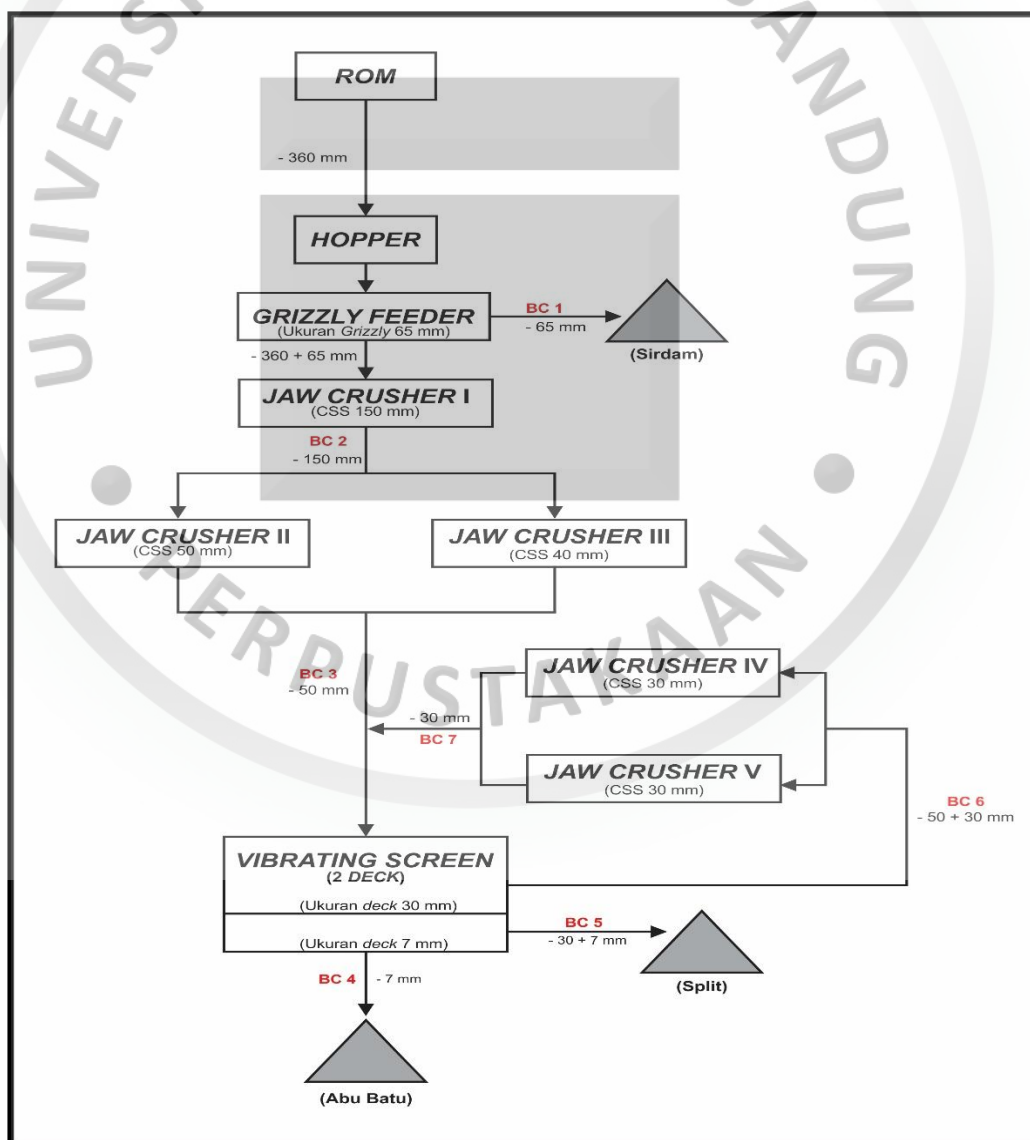 ROM
- 360 mm
HOPPER
GRIZZLY FEEDER
(Ukuran Grizzly 65 mm)
BC 1
- 65 mm
(Sirdam)
- 360 + 65 mm
JAW CRUSHER I
(CSS 150 mm)
BC 2
- 150 mm
JAW CRUSHER II
(CSS 50 mm)
JAW CRUSHER III
(CSS 40 mm)
BC 3
- 50 mm
JAW CRUSHER IV
(CSS 30 mm)
- 30 mm
BC 7
JAW CRUSHER V
(CSS 30 mm)
BC 6
- 50 + 30 mm
VIBRATING SCREEN
(2 DECK)
(Ukuran deck 30 mm)
(Ukuran deck 7 mm)
BC 5
- 30 + 7 mm
(Split)
BC 4
- 7 mm
(Abu Batu)
UNIVERSI
ANDUNG
PERPUSTAKAAN